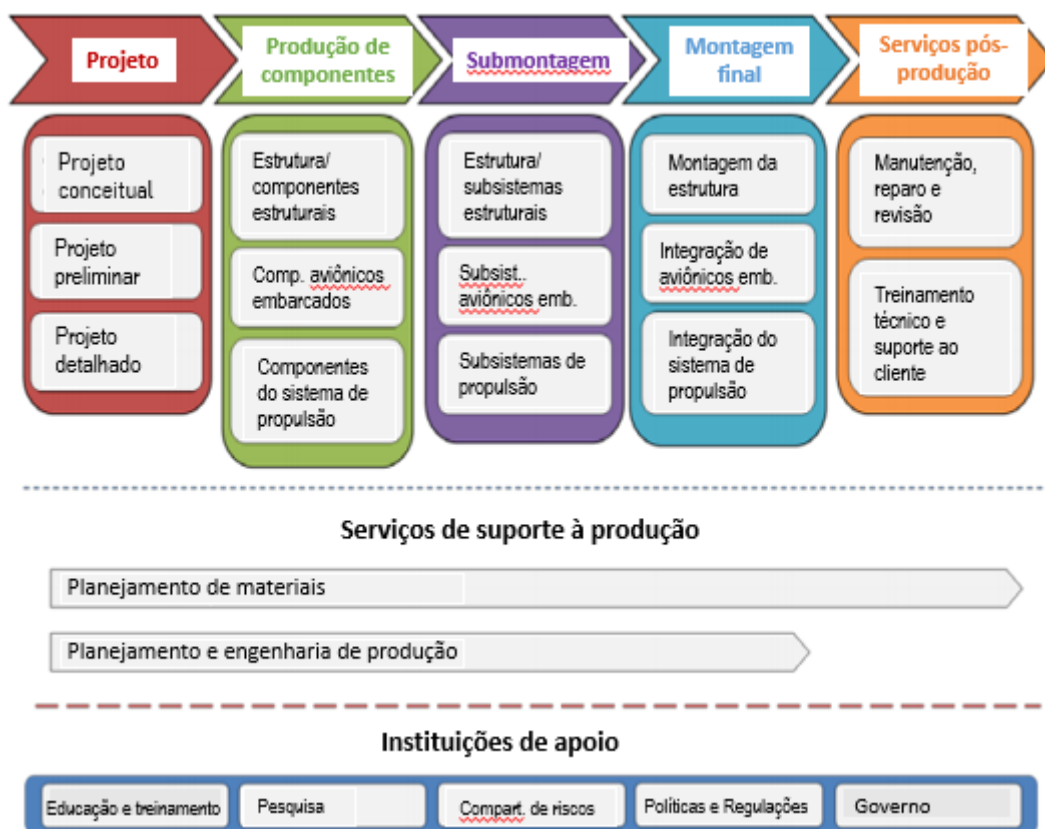 Projeto
Produção de
componentes
Submontagem
Montagem
final
Serviços pós-
produção
Projeto
conceitual
Projeto
preliminar
Projeto
detalhado
Estrutura/
componentes
estruturais
Comp. aviônicos
embarcados
Componentes
do sistema de
propulsão
Estrutura/
subsistemas
estruturais
Subsist..
aviônicos emb.
Subsistemas de
propulsão
Montagem da
estrutura
Integração de
aviônicos emb.
Integração do
sistema de
propulsão
Manutenção,
reparo e
revisão
Treinamento
técnico e
suporte ao
cliente
Serviços de suporte à produção
Planejamento de materiais
Planejamento e engenharia de produção
Instituições de apoio
Educação e treinamento
Pesquisa
Compart. de riscos
Políticas e Regulações
Governo